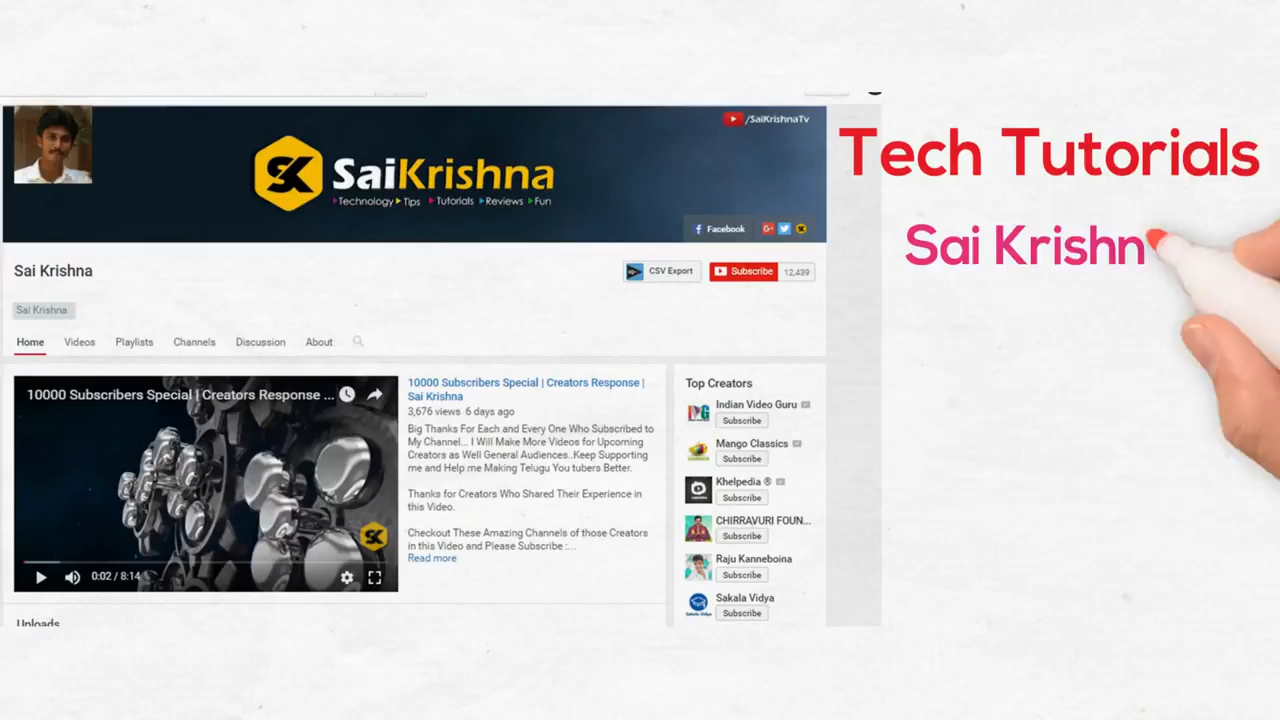 /SaiKrishnaTv
SK SaiKrishna
Technology Tips Tutorials Reviews Fun
Facebook G+
Sai Krishna
CSV Export Subscribe 12,439
Sai Krishna
Home Videos Playlists Channels Discussion About
10000 Subscribers Special | Creators Response ...
SK
0:02 / 8:14
10000 Subscribers Special | Creators Response |
Sai Krishna
3,676 views 6 days ago
Big Thanks For Each and Every One Who Subscribed to
My Channel... I Will Make More Videos for Upcoming
Creators as Well General Audiences..Keep Supporting
me and Help me Making Telugu You tubers Better.
Thanks for Creators Who Shared Their Experience in
this Video.
Checkout These Amazing Channels of those Creators
in this Video and Please Subscribe :...
Read more
Uploads
Top Creators
Indian Video Guru
Subscribe
Mango Classics
Subscribe
Khelpedia ®
Subscribe
CHIRRAVURI FOUN...
Subscribe
Raju Kanneboina
Subscribe
Sakala Vidya
Subscribe
Tech Tutorials
Sai Krishn